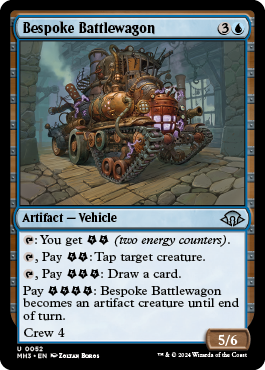 Bespoke Battlewagon 3
Artifact — Vehicle
: You get (two energy counters).
, Pay : Tap target creature.
, Pay : Draw a card.
Pay : Bespoke Battlewagon
becomes an artifact creature until end
of turn.
Crew 4
5/6
U 0052
MH3 • EN Zoltan Boros
™ & © 2024 Wizards of the Coast